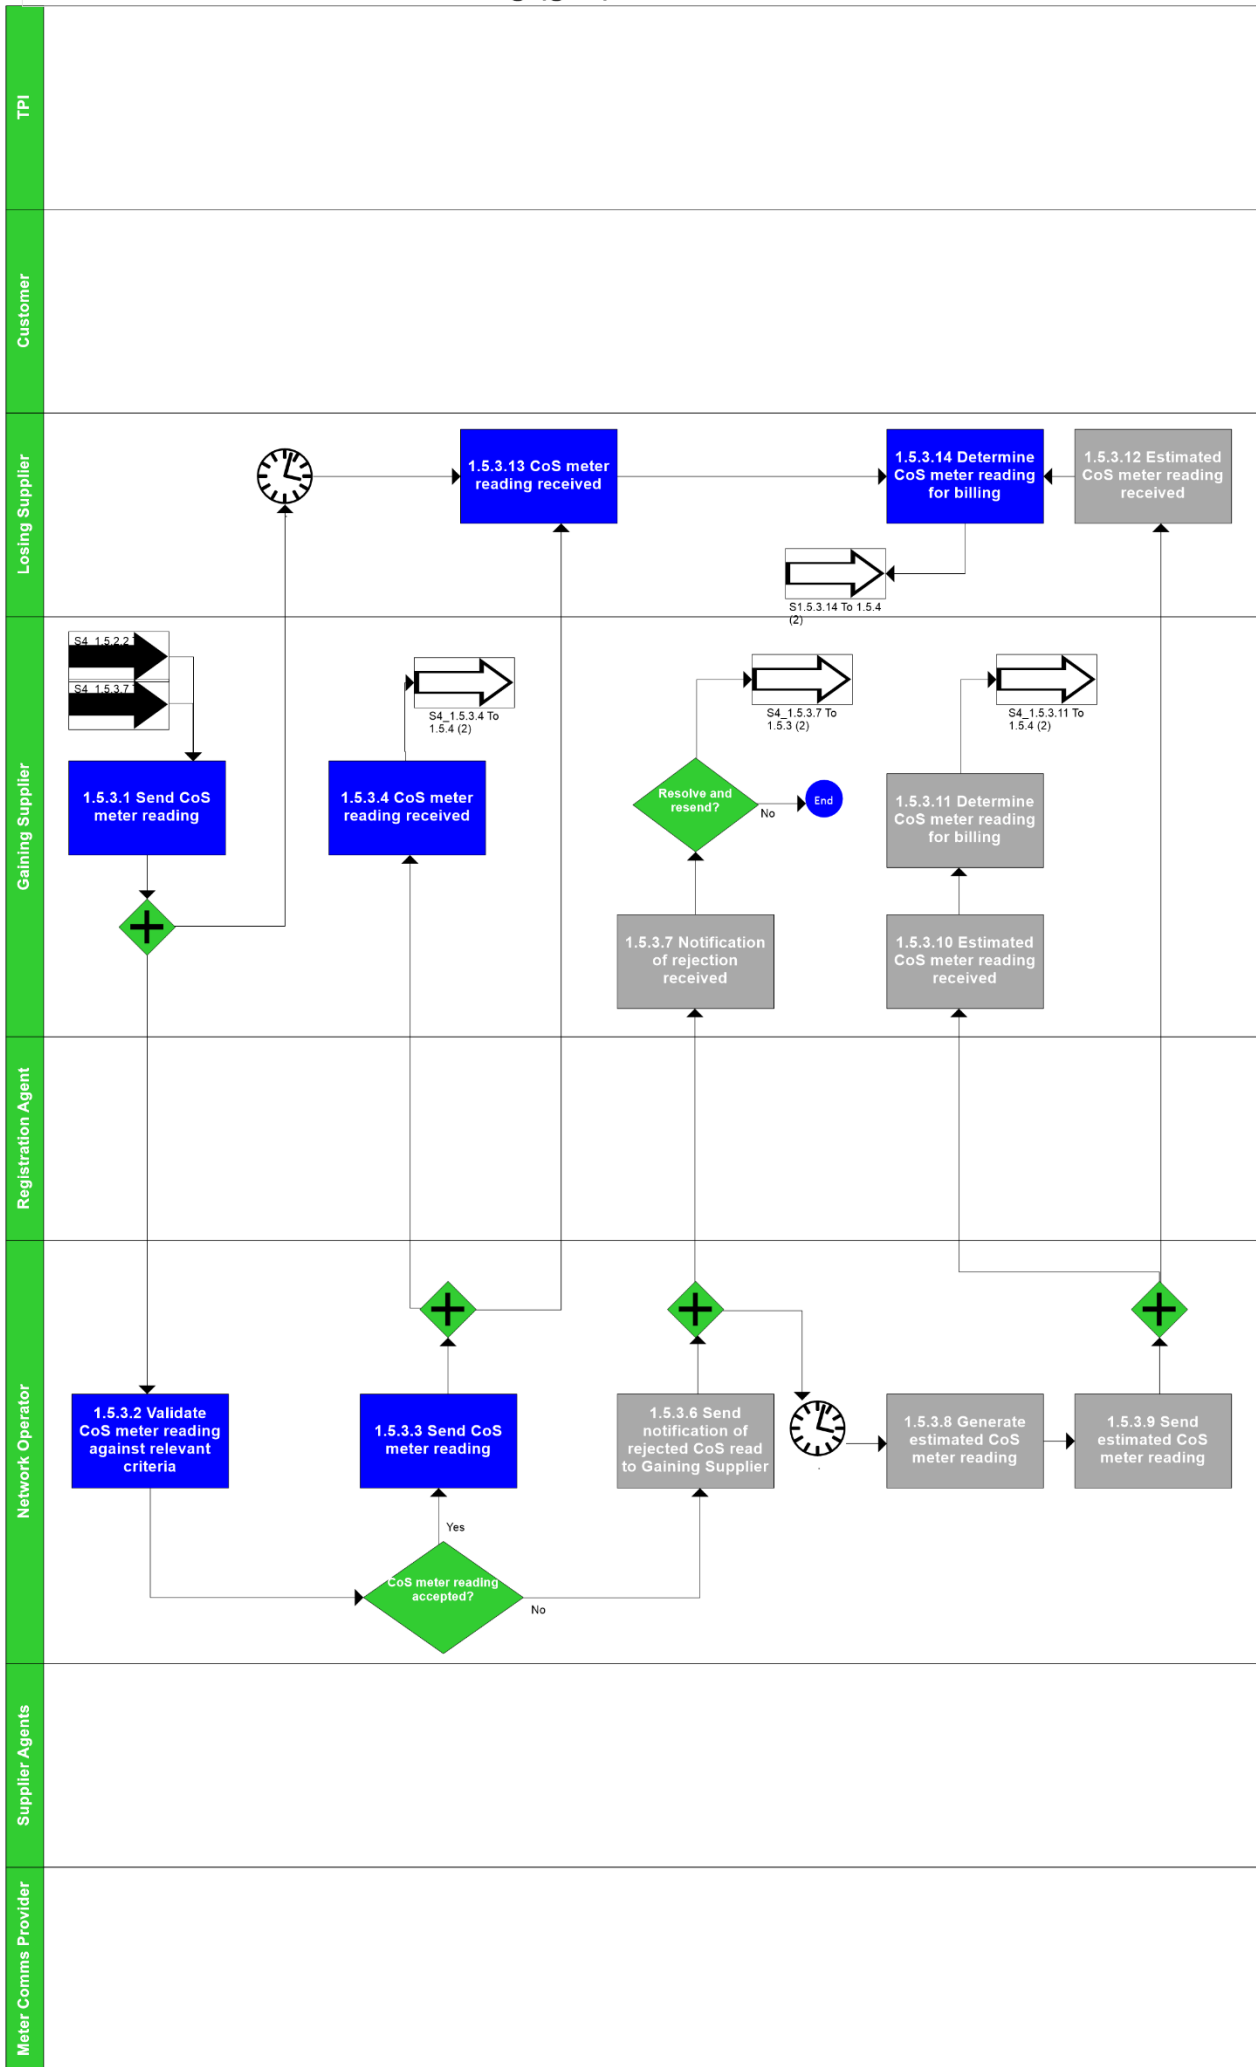 TPI
Customer
Losing Supplier
1.5.3.13 CoS meter
reading received
1.5.3.14 Determine
CoS meter reading
for billing
1.5.3.12 Estimated
CoS meter reading
received
S1.5.3.14 To 1.5.4
(2)
Gaining Supplier
S4_1.5.2.2
S4_1.5.3.7
S4_1.5.3.4 To
1.5.4 (2)
S4_1.5.3.7 To
1.5.3 (2)
S4_1.5.3.11 To
1.5.4 (2)
1.5.3.1 Send CoS
meter reading
1.5.3.4 CoS meter
reading received
Resolve and
resend?
No
End
1.5.3.11 Determine
CoS meter reading
for billing
1.5.3.7 Notification
of rejection
received
1.5.3.10 Estimated
CoS meter reading
received
Registration Agent
Network Operator
1.5.3.2 Validate
CoS meter reading
against relevant
criteria
1.5.3.3 Send CoS
meter reading
1.5.3.6 Send
notification of
rejected CoS read
to Gaining Supplier
1.5.3.8 Generate
estimated CoS
meter reading
1.5.3.9 Send
estimated CoS
meter reading
Yes
CoS meter reading
accepted?
No
Supplier Agents
Meter Comms Provider